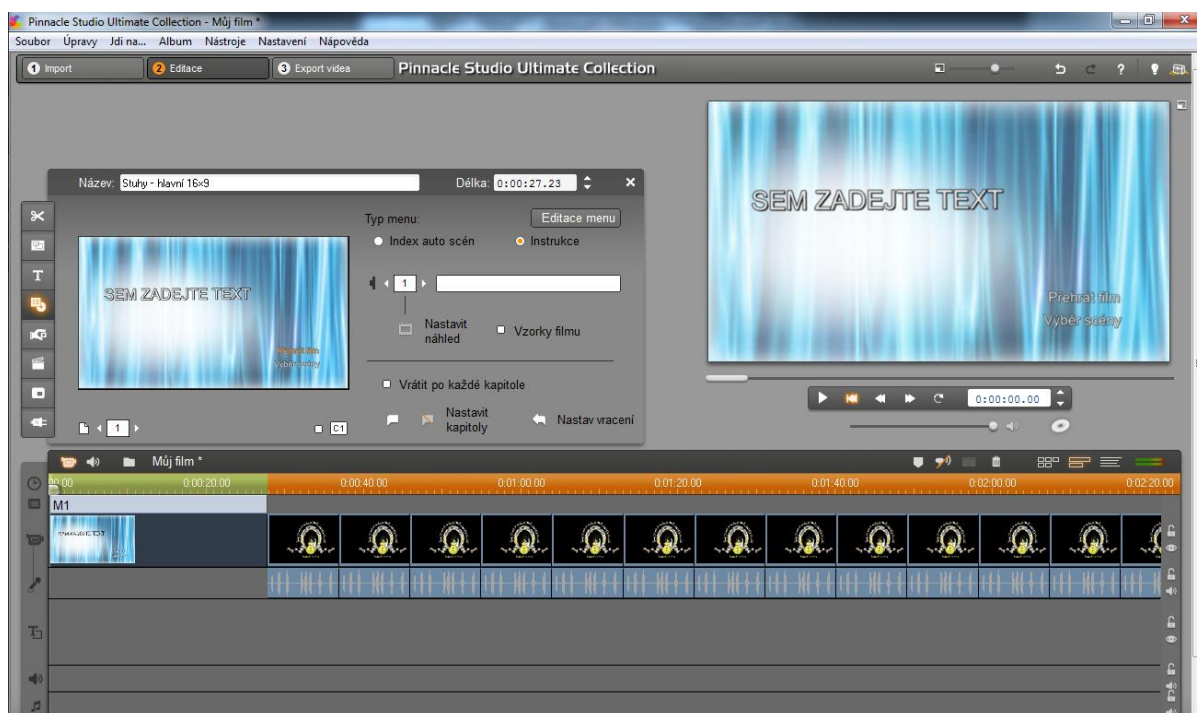 Pinnacle Studio Ultimate Collection - Můj film *
Soubor Úpravy Jdi na... Album Nástroje Nastavení Nápověda
1 Import 2 Editace 3 Export videa Pinnacle Studio Ultimate Collection
Název: Stuhy - hlavní 16x9 Délka: 0:00:27.23
Typ menu: Editace menu
Index auto scén Instrukce
1
Nastavit náhled Vzorky filmu
Vrátit po každé kapitole
Nastavit kapitoly Nastav vracení
SEM ZADEJTE TEXT
Přehrát film
Výběr scény
1 C1
SEM ZADEJTE TEXT
Přehrát film
Výběr scény
0:00:00.00
Můj film *
0:00:20.00 0:00:40.00 0:01:00.00 0:01:20.00 0:01:40.00 0:02:00.00 0:02:20.00
M1